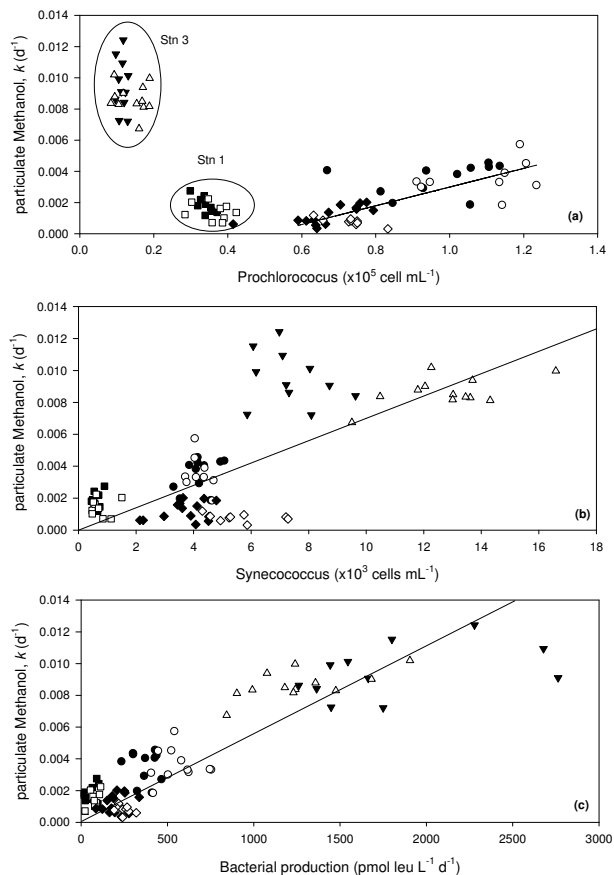 0.014
0.012
0.010
0.008
0.006
0.004
0.002
0.000
particulate Methanol, k (d⁻¹)
Stn 3
Stn 1
(a)
0.0 0.2 0.4 0.6 0.8 1.0 1.2 1.4
Prochlorococus (x10⁵ cell mL⁻¹)
0.014
0.012
0.010
0.008
0.006
0.004
0.002
0.000
particulate Methanol, k (d⁻¹)
(b)
0 2 4 6 8 10 12 14 16 18
Synecococcus (x10³ cells mL⁻¹)
0.014
0.012
0.010
0.008
0.006
0.004
0.002
0.000
particulate Methanol, k (d⁻¹)
(c)
0 500 1000 1500 2000 2500 3000
Bacterial production (pmol leu L⁻¹ d⁻¹)